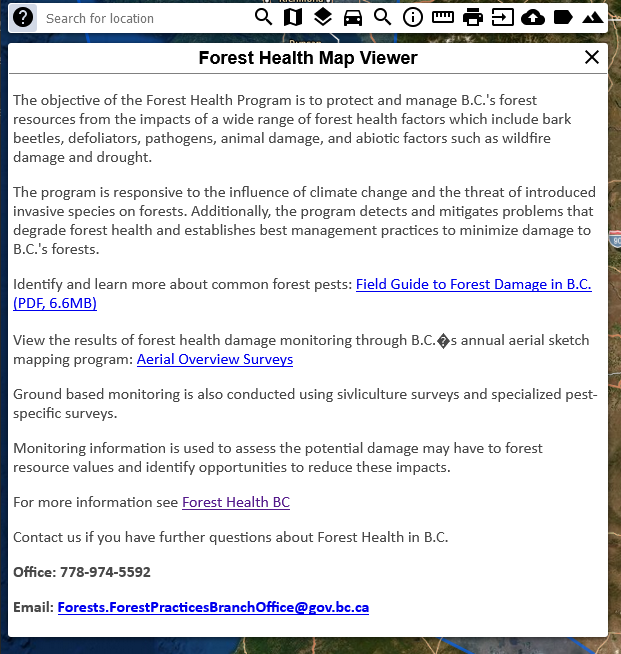 Search for location
Forest Health Map Viewer
The objective of the Forest Health Program is to protect and manage B.C.'s forest
resources from the impacts of a wide range of forest health factors which include bark
beetles, defoliators, pathogens, animal damage, and abiotic factors such as wildfire
damage and drought.
The program is responsive to the influence of climate change and the threat of introduced
invasive species on forests. Additionally, the program detects and mitigates problems that
degrade forest health and establishes best management practices to minimize damage to
B.C.'s forests.
Identify and learn more about common forest pests: Field Guide to Forest Damage in B.C.
(PDF, 6.6MB)
View the results of forest health damage monitoring through B.C.�s annual aerial sketch
mapping program: Aerial Overview Surveys
Ground based monitoring is also conducted using sivliculture surveys and specialized pest-
specific surveys.
Monitoring information is used to assess the potential damage may have to forest
resource values and identify opportunities to reduce these impacts.
For more information see Forest Health BC
Contact us if you have further questions about Forest Health in B.C.
Office: 778-974-5592
Email: Forests.ForestPracticesBranchOffice@gov.bc.ca